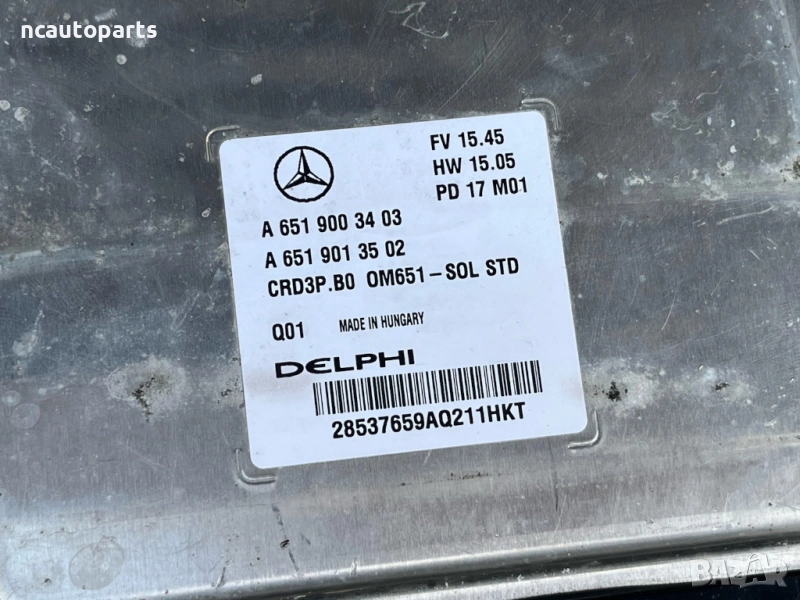 ncautoparts
FV 15.45
HW 15.05
PD 17 M01
A 651 900 34 03
A 651 901 35 02
CRD3P.B0 OM651-SOL STD
Q01 MADE IN HUNGARY
DELPHI
28537659AQ211HKT
BAZAR